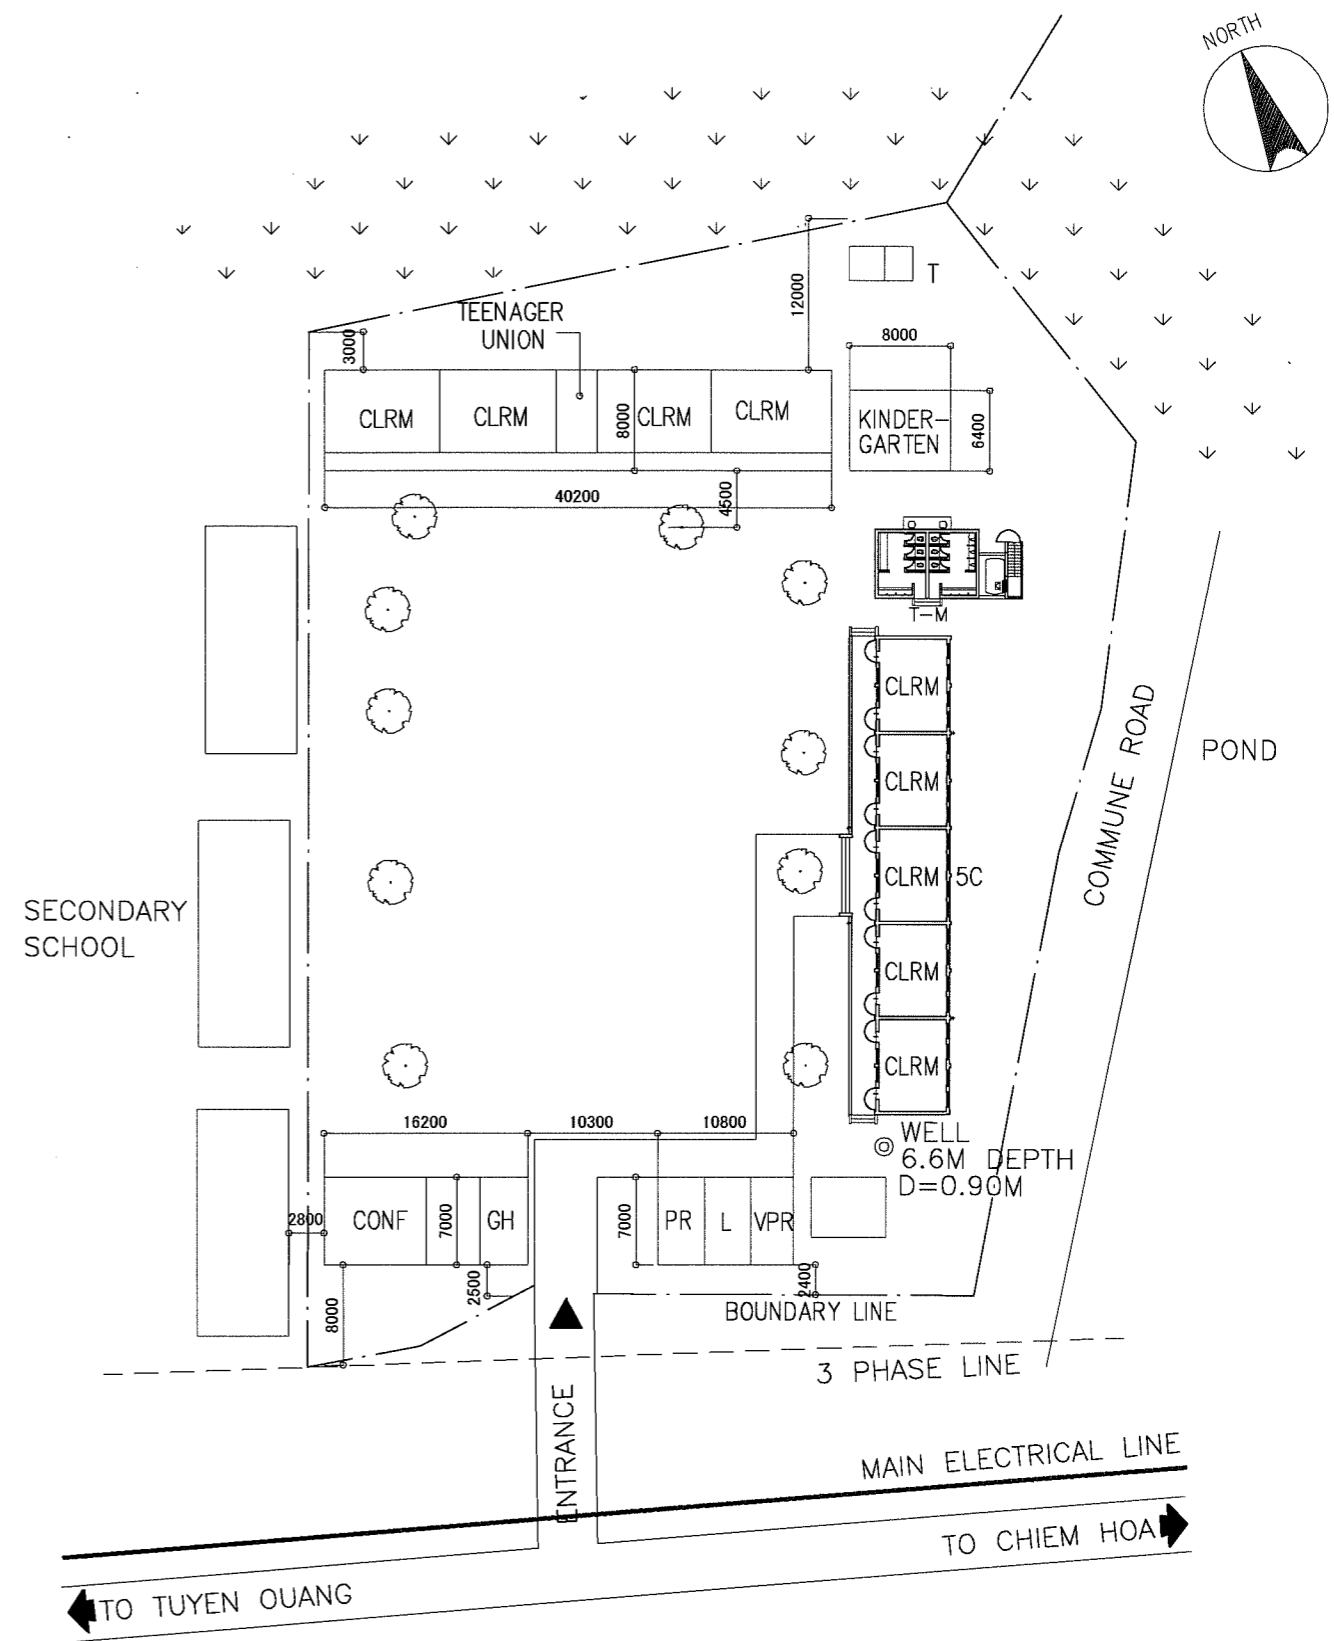 NORTH
T
12000
TEENAGER
UNION
3000
8000
CLRM
CLRM
8000
CLRM
CLRM
KINDER-
GARTEN
6400
40200
4500
T-M
CLRM
CLRM
CLRM
5C
CLRM
CLRM
COMMUNE ROAD
POND
SECONDARY
SCHOOL
16200
10300
10800
WELL
6.6M DEPTH
D=0.90M
2800
CONF
7000
GH
7000
PR
L
VPR
8000
2500
2400
BOUNDARY LINE
3 PHASE LINE
ENTRANCE
MAIN ELECTRICAL LINE
TO CHIEM HOA
TO TUYEN OUANG